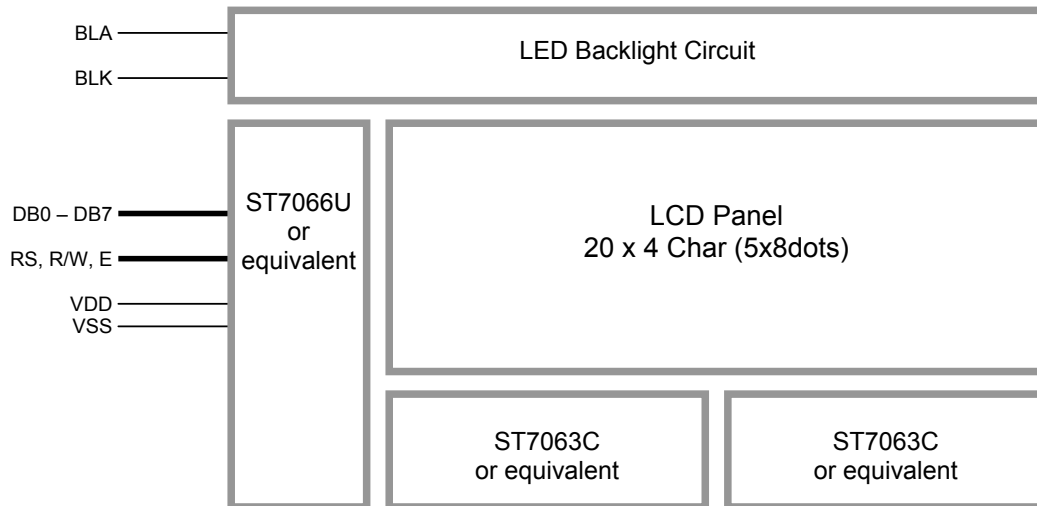 BLA
BLK
LED Backlight Circuit
DB0 – DB7
RS, R/W, E
VDD
VSS
ST7066U
or
equivalent
LCD Panel
20 x 4 Char (5x8dots)
ST7063C
or equivalent
ST7063C
or equivalent